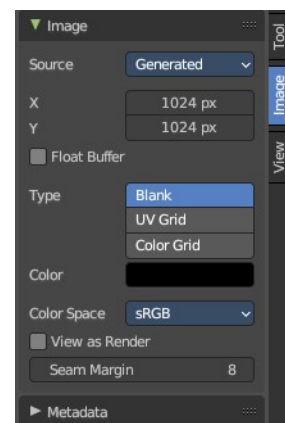 Image
Source Generated
X 1024 px
Y 1024 px
Float Buffer
Type Blank
UV Grid
Color Grid
Color
Color Space sRGB
View as Render
Seam Margin 8
Metadata
Tool
Image
View